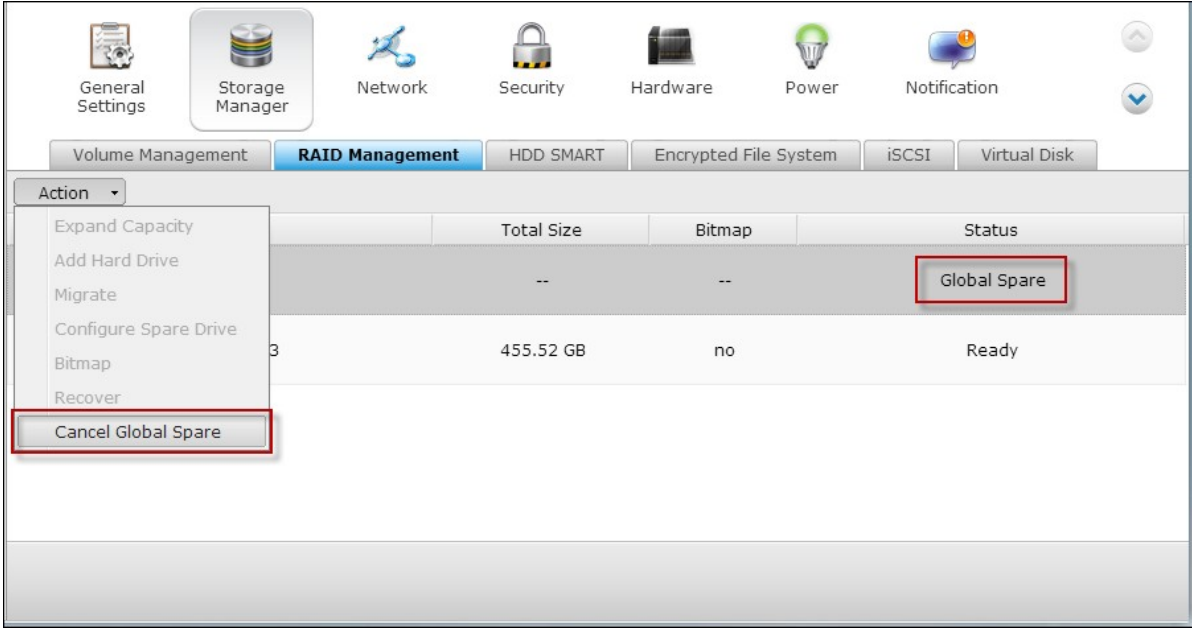 General Settings
Storage Manager
Network
Security
Hardware
Power
Notification
Volume Management
RAID Management
HDD SMART
Encrypted File System
iSCSI
Virtual Disk
Action
Total Size
Bitmap
Status
Expand Capacity
Add Hard Drive
Migrate
Configure Spare Drive
Bitmap
Recover
Cancel Global Spare
--
--
Global Spare
3
455.52 GB
no
Ready